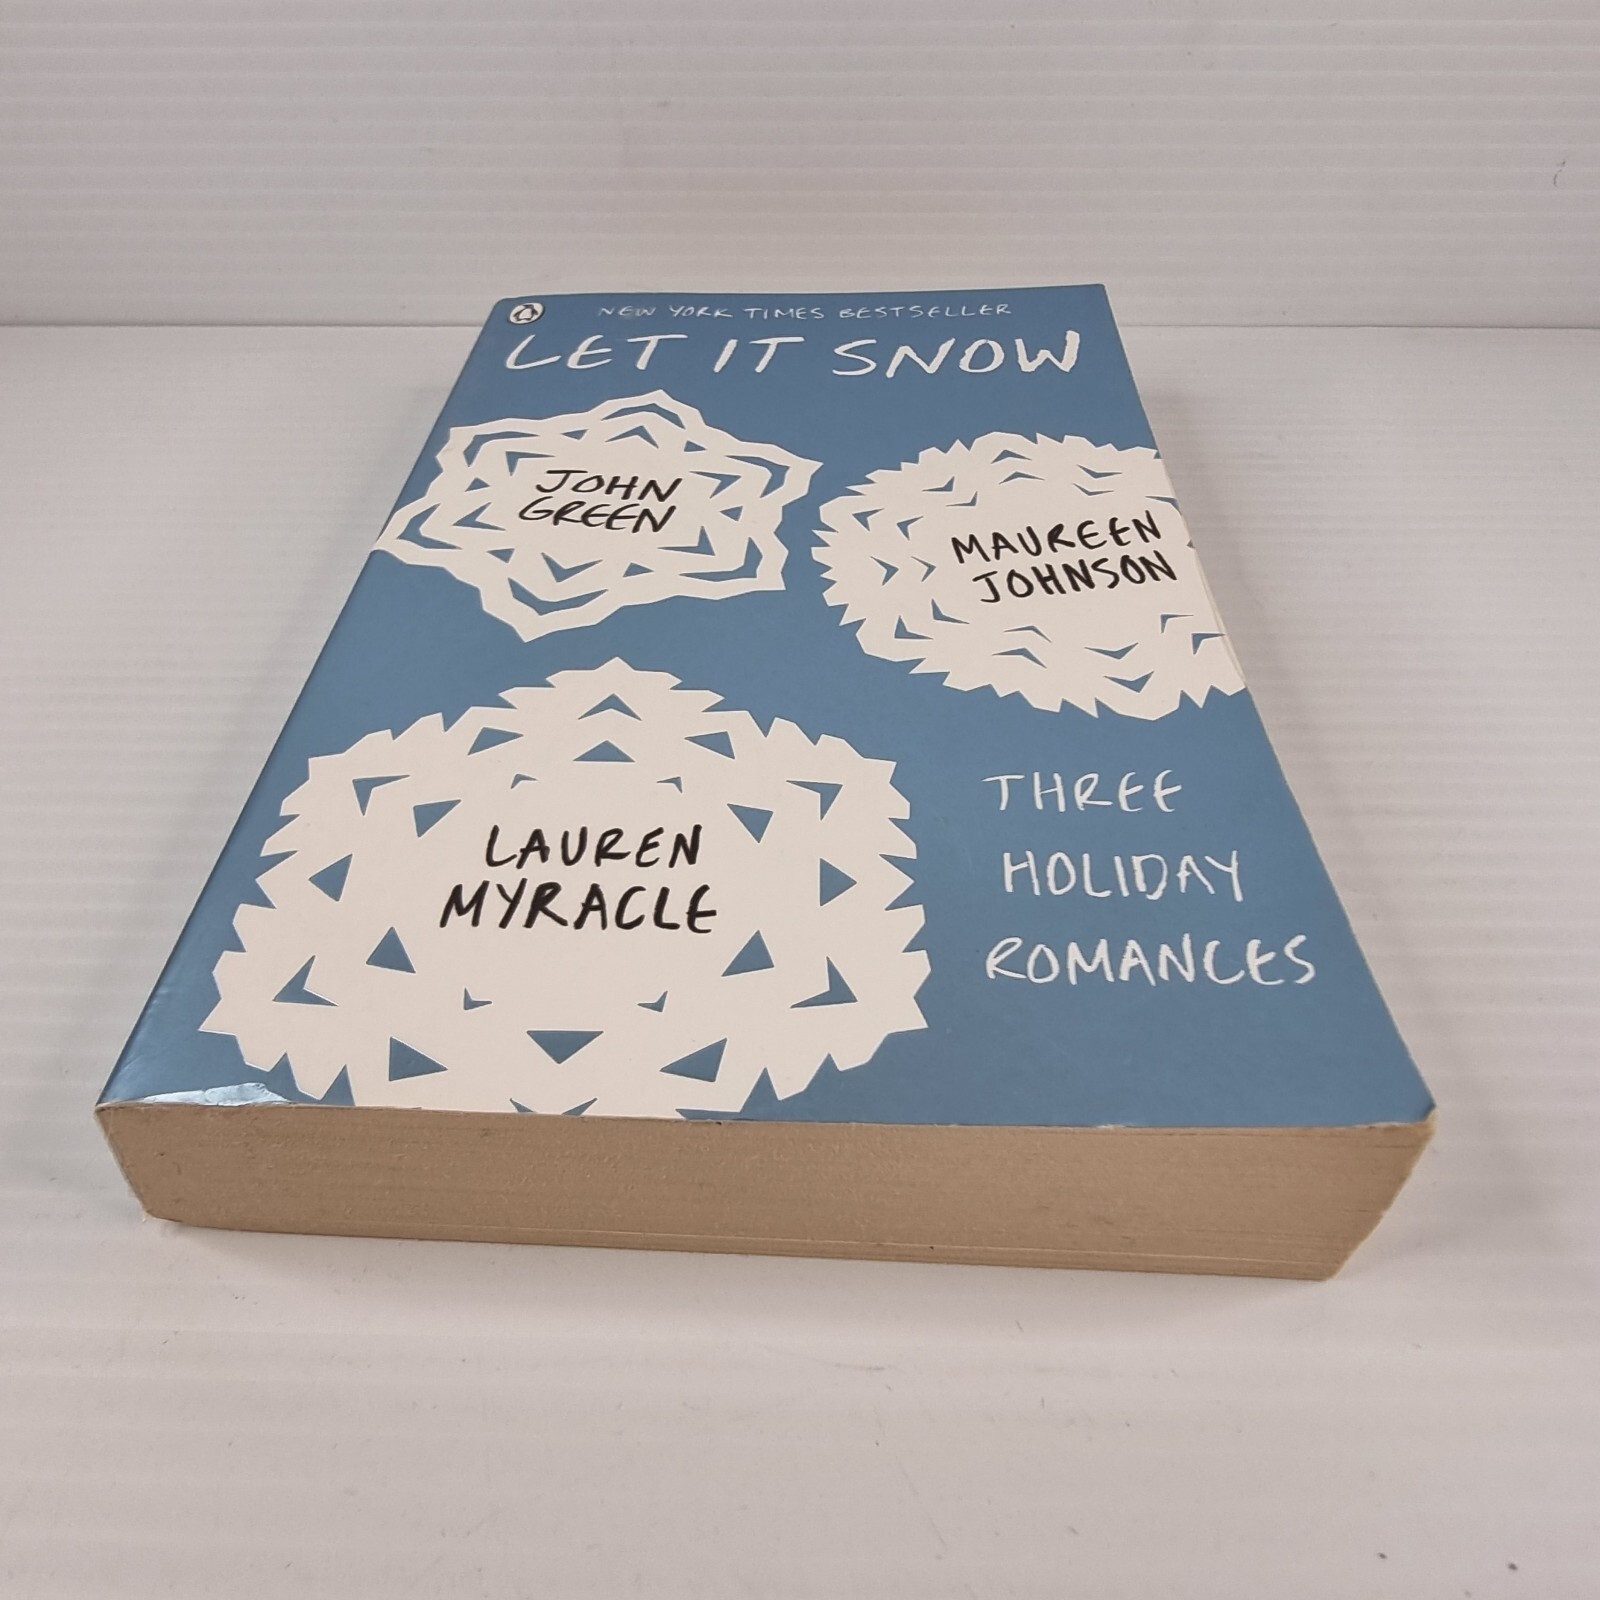 NEW YORK TIMES BESTSELLER
LET IT SNOW
JOHN
GREEN
MAUREEN
JOHNSON
LAUREN
MYRACLE
THREE
HOLIDAY
ROMANCES